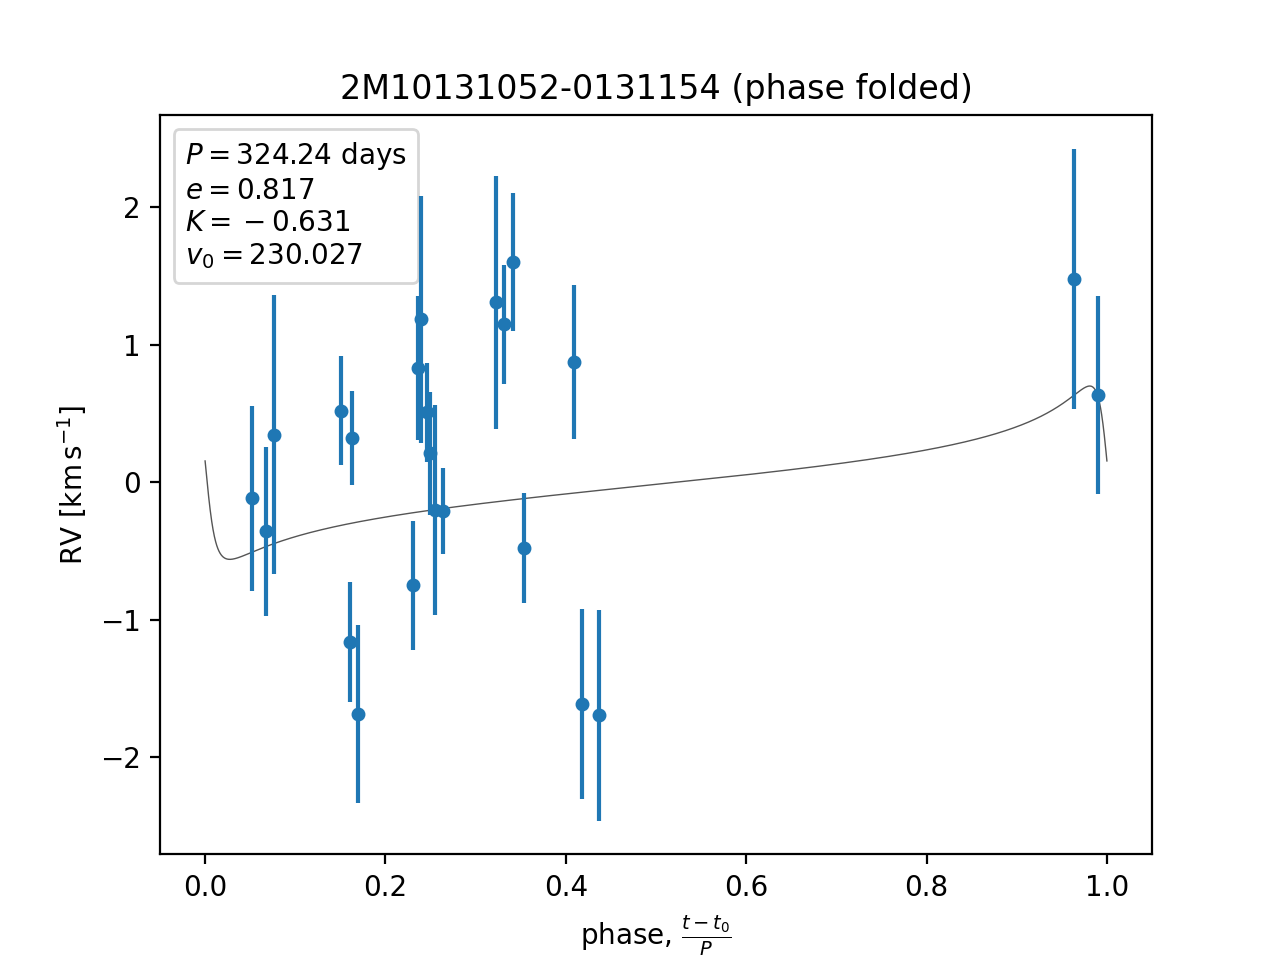 2M10131052-0131154 (phase folded)
P = 324.24 days
e = 0.817
K = −0.631
v₀ = 230.027
2
1
0
−1
−2
RV [km s⁻¹]
0.0 0.2 0.4 0.6 0.8 1.0
phase, (t − t₀)/P